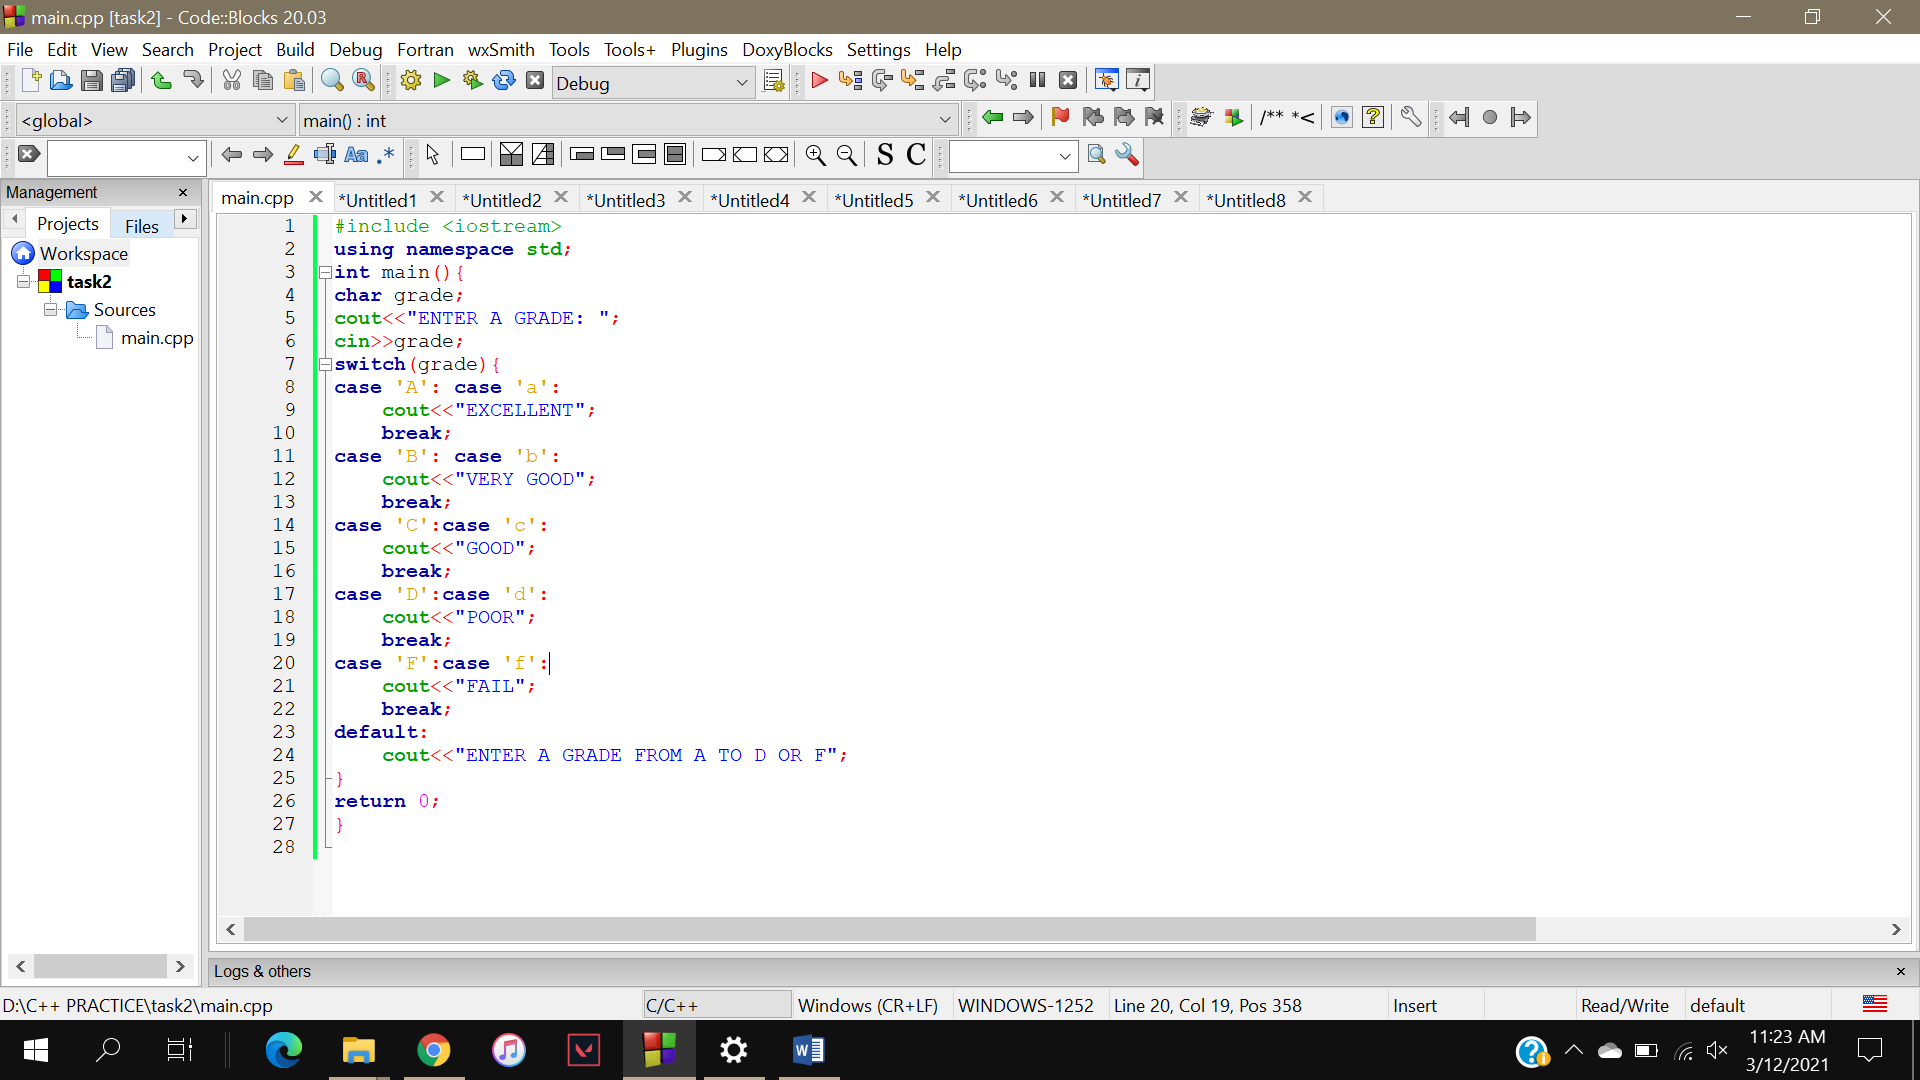 main.cpp [task2] - Code::Blocks 20.03
File Edit View Search Project Build Debug Fortran wxSmith Tools Tools+ Plugins DoxyBlocks Settings Help
Debug
<global> main() : int /** *<
Aa .* S C
Management
main.cpp *Untitled1 *Untitled2 *Untitled3 *Untitled4 *Untitled5 *Untitled6 *Untitled7 *Untitled8
Projects Files
Workspace
task2
Sources
main.cpp
1 #include <iostream>
2 using namespace std;
3 int main(){
4 char grade;
5 cout<<"ENTER A GRADE: ";
6 cin>>grade;
7 switch(grade){
8 case 'A': case 'a':
9 cout<<"EXCELLENT";
10 break;
11 case 'B': case 'b':
12 cout<<"VERY GOOD";
13 break;
14 case 'C':case 'c':
15 cout<<"GOOD";
16 break;
17 case 'D':case 'd':
18 cout<<"POOR";
19 break;
20 case 'F':case 'f':
21 cout<<"FAIL";
22 break;
23 default:
24 cout<<"ENTER A GRADE FROM A TO D OR F";
25 }
26 return 0;
27 }
28
Logs & others
D:\C++ PRACTICE\task2\main.cpp C/C++ Windows (CR+LF) WINDOWS-1252 Line 20, Col 19, Pos 358 Insert Read/Write default
11:23 AM
3/12/2021